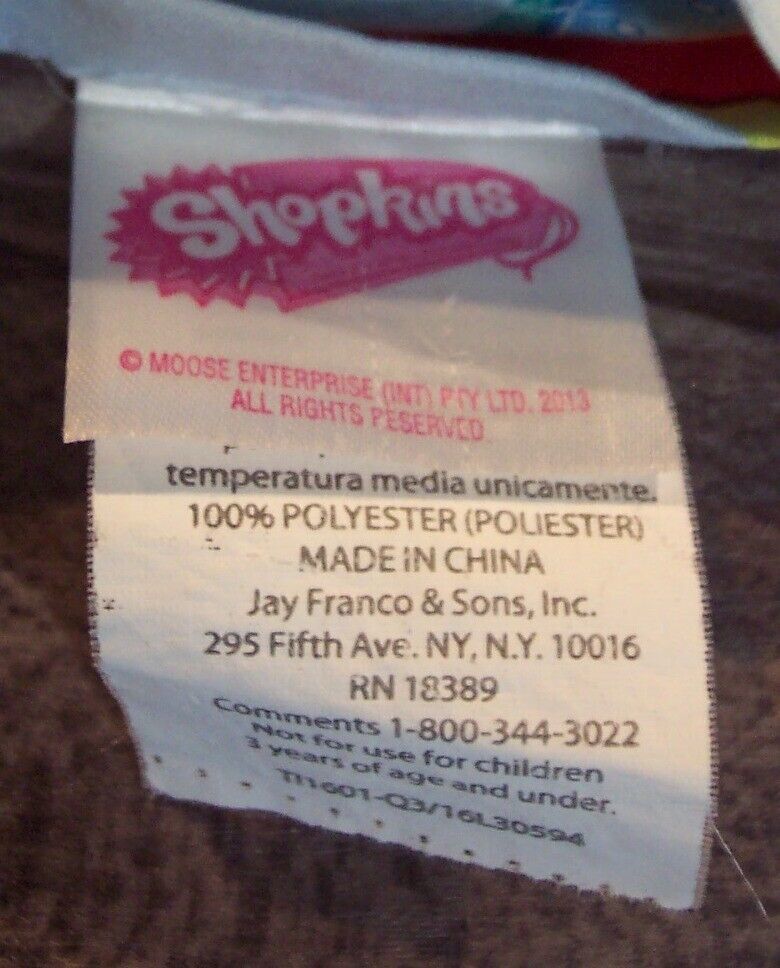 Shopkins
© MOOSE ENTERPRISE (INT) PTY LTD. 2013
ALL RIGHTS RESERVED
temperatura media unicamente.
100% POLYESTER (POLIESTER)
MADE IN CHINA
Jay Franco & Sons, Inc.
295 Fifth Ave. NY, N.Y. 10016
RN 18389
Comments 1-800-344-3022
Not for use for children
3 years of age and under.
TI1601-Q3/16L30594